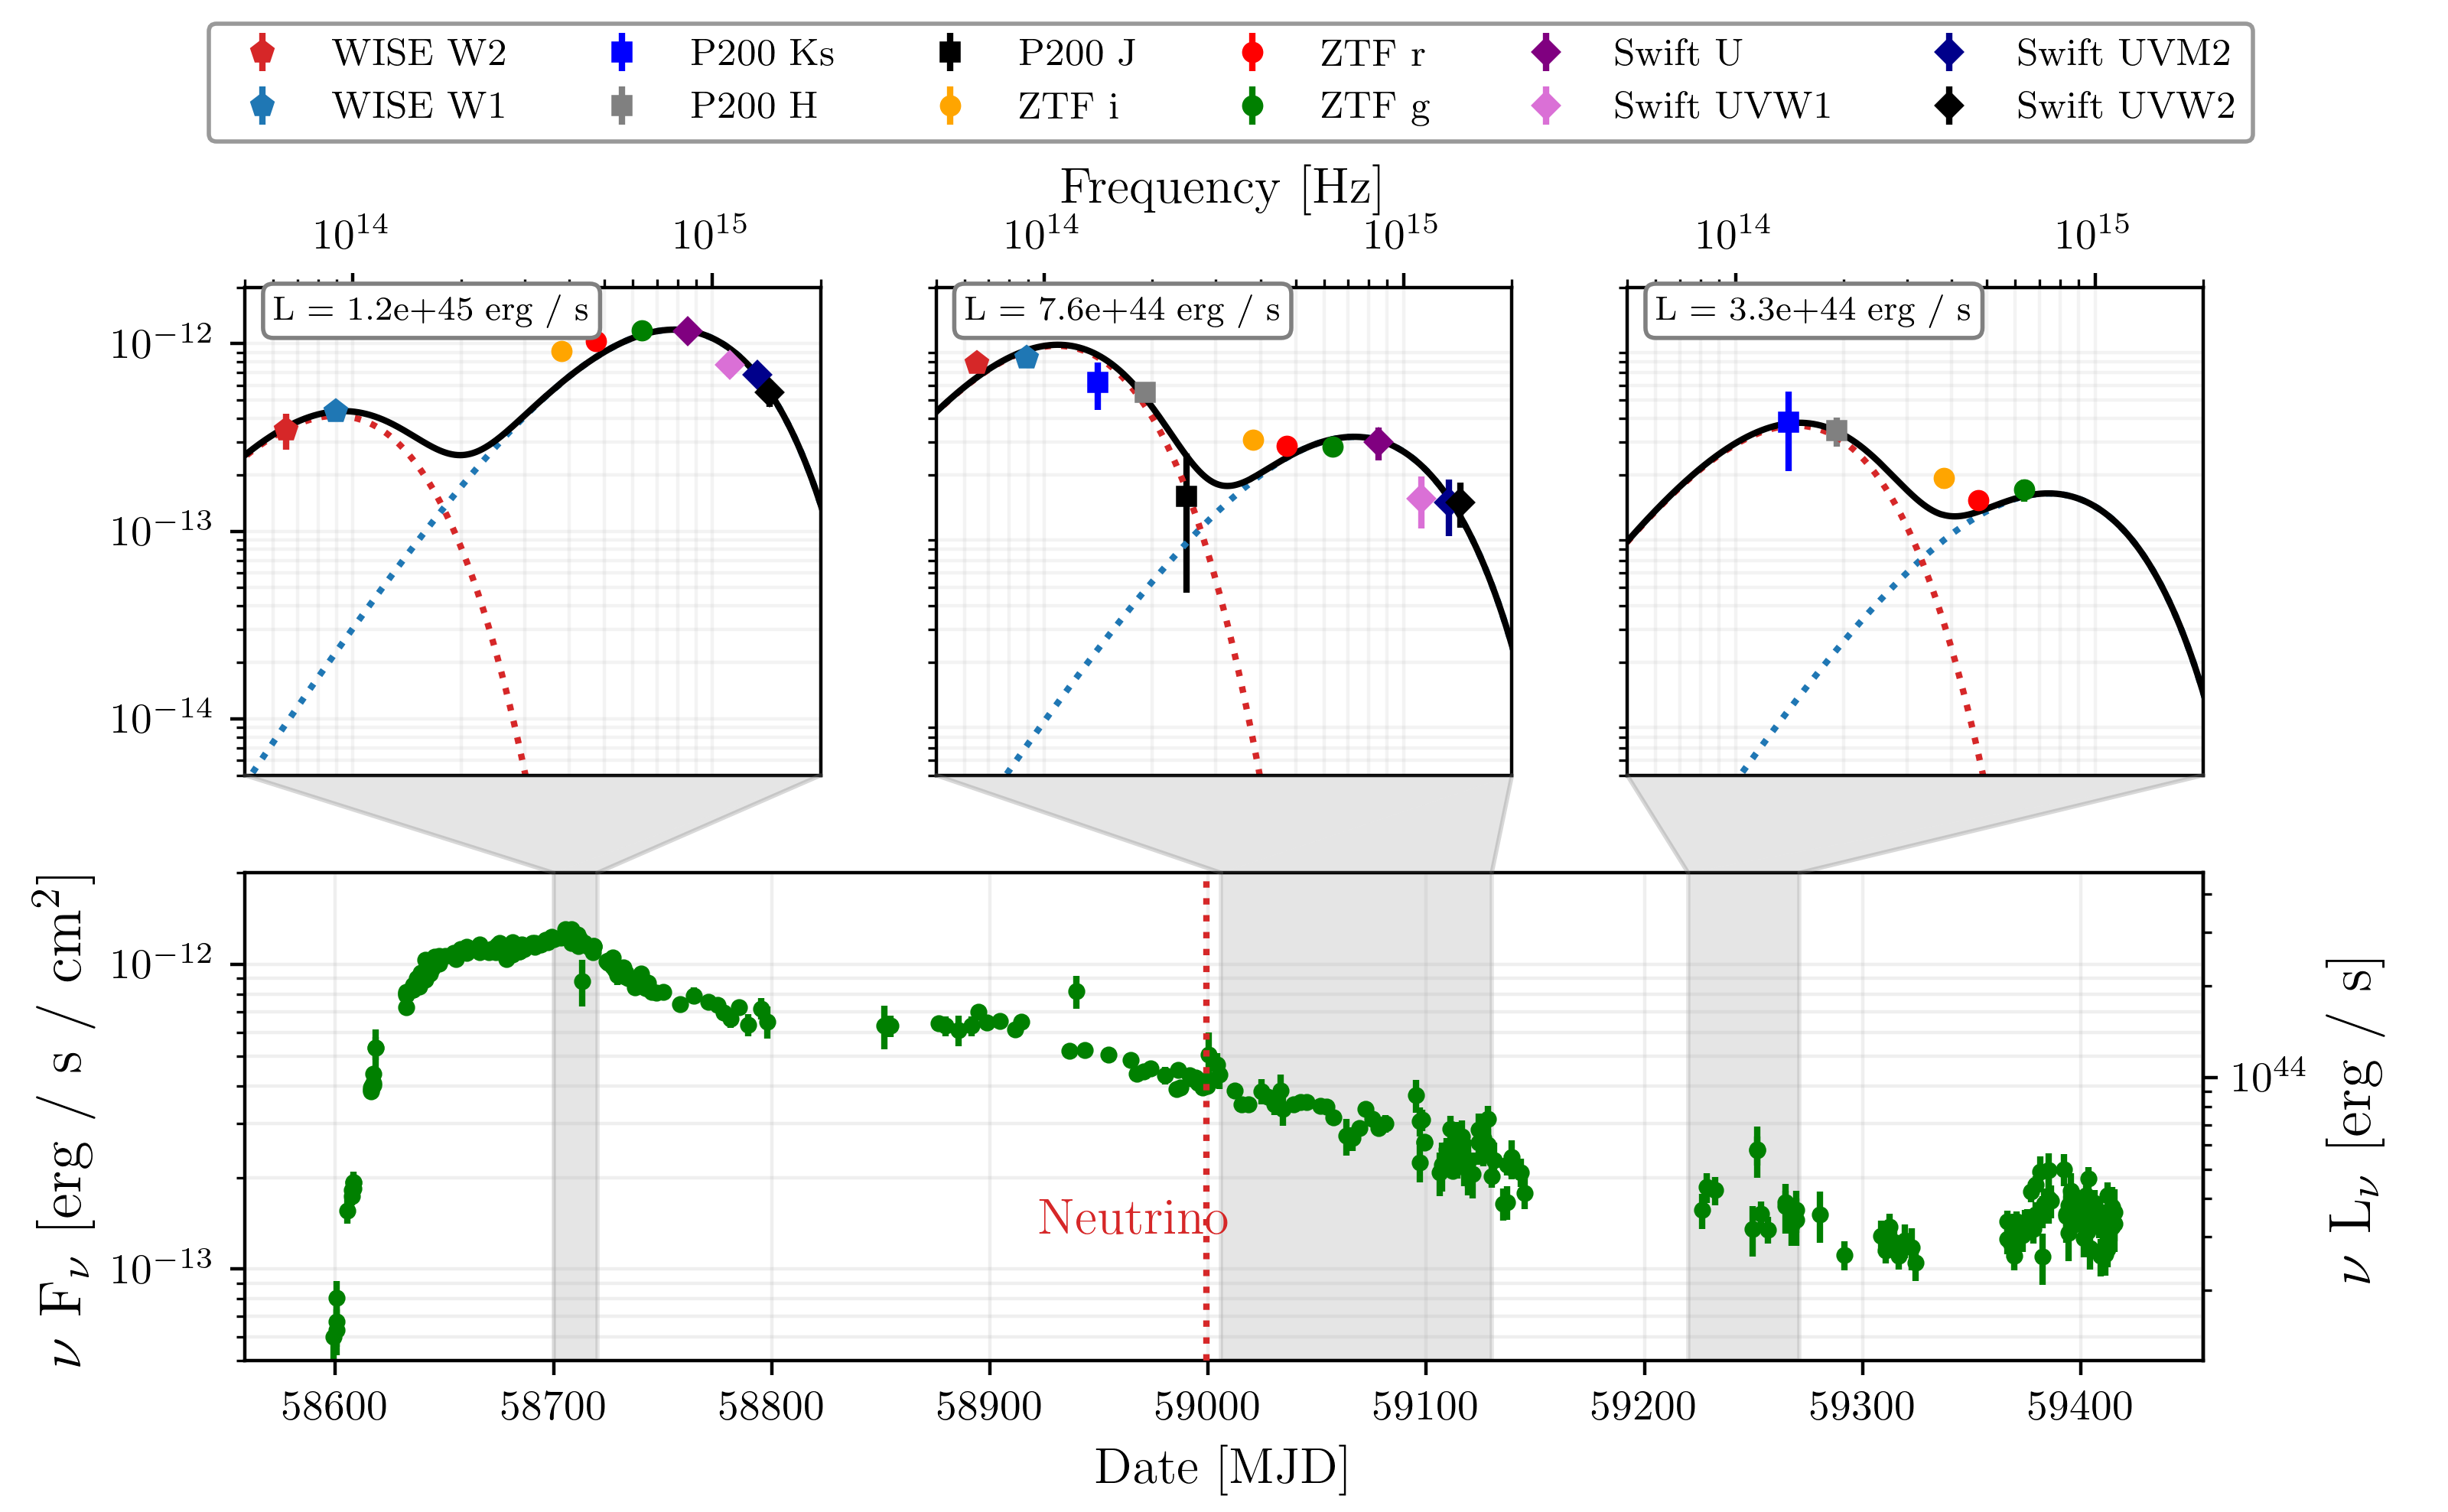 WISE W2 P200 Ks P200 J ZTF r Swift U Swift UVM2
WISE W1 P200 H ZTF i ZTF g Swift UVW1 Swift UVW2
Frequency [Hz]
10^14 10^15 10^14 10^15 10^14 10^15
L = 1.2e+45 erg / s L = 7.6e+44 erg / s L = 3.3e+44 erg / s
10^−12
10^−13
10^−14
ν F_ν [erg / s / cm^2]
10^−12
10^−13
Neutrino
10^44
ν L_ν [erg / s]
58600 58700 58800 58900 59000 59100 59200 59300 59400
Date [MJD]